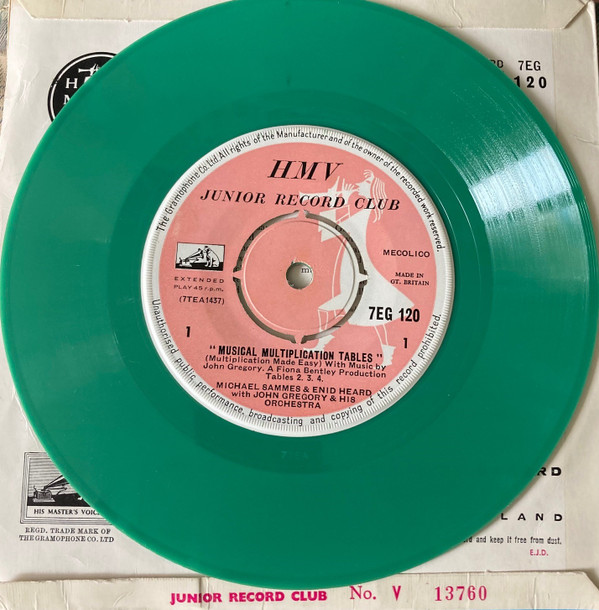 RD 7EG
120
The Gramophone Co. Ltd. All rights of the Manufacturer and of the owner of the recorded work reserved.
HMV
JUNIOR RECORD CLUB
MECOLICO
EXTENDED
PLAY 45 r.p.m.
(7TEA1437)
MADE IN
GT. BRITAIN
7EG 120
1
1
"MUSICAL MULTIPLICATION TABLES"
(Multiplication Made Easy) With Music by
John Gregory. A Fiona Bentley Production
Tables 2. 3. 4.
MICHAEL SAMMES & ENID HEARD
with JOHN GREGORY & HIS
ORCHESTRA
Unauthorised public performance, broadcasting and copying of this record prohibited.
HIS MASTER'S VOIC
REGD. TRADE MARK OF
THE GRAMOPHONE CO. LTD
RD
LAND
and keep it free from dust.
E.J.D.
JUNIOR RECORD CLUB No. V 13760